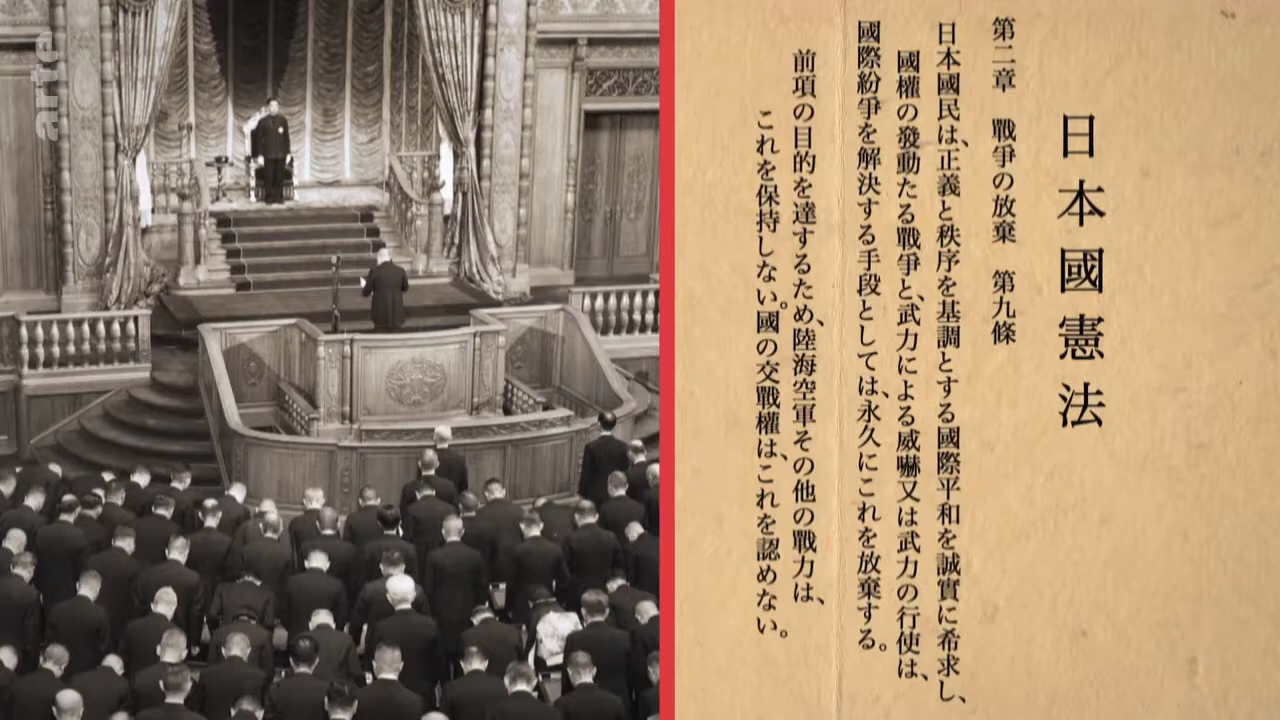 arte
日本國憲法
第二章 戰爭の放棄 第九條
日本國民は、正義と秩序を基調とする國際平和を誠實に希求し、
國權の發動たる戰爭と、武力による威嚇又は武力の行使は、
國際紛爭を解決する手段としては、永久にこれを放棄する。
前項の目的を達するため、陸海空軍その他の戰力は、
これを保持しない。國の交戰權は、これを認めない。